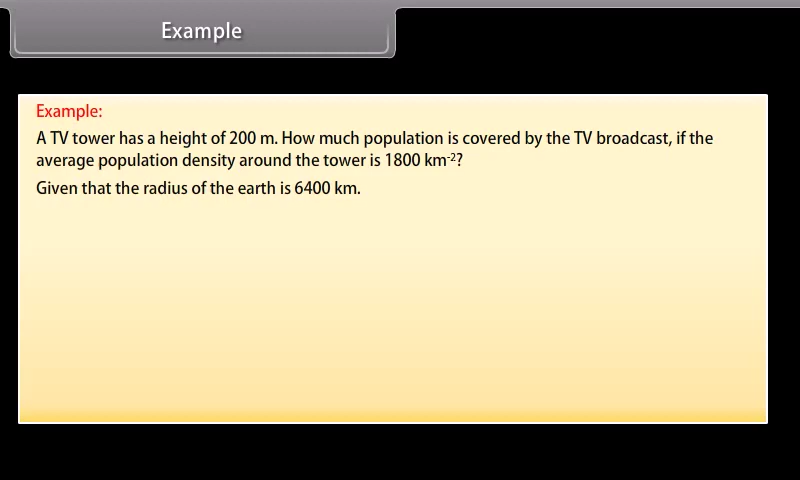 Example
Example:
A TV tower has a height of 200 m. How much population is covered by the TV broadcast, if the
average population density around the tower is 1800 km⁻²?
Given that the radius of the earth is 6400 km.